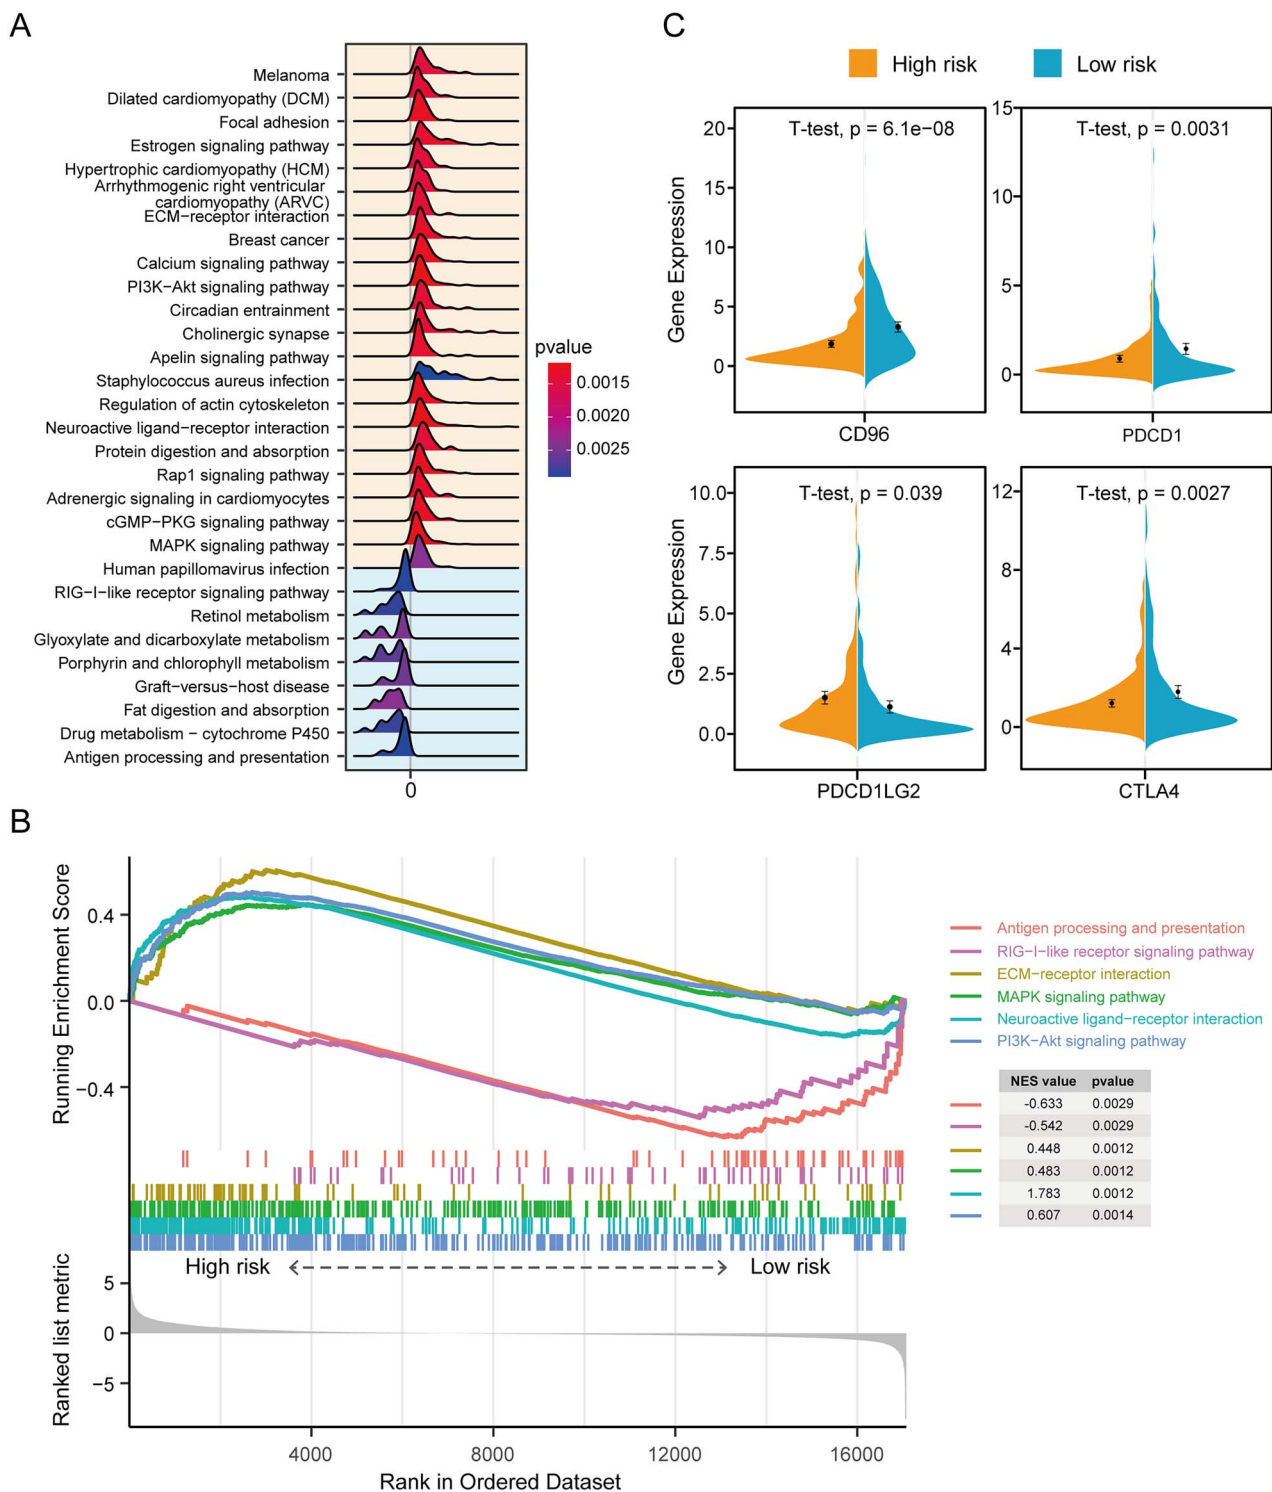 A
Melanoma
Dilated cardiomyopathy (DCM)
Focal adhesion
Estrogen signaling pathway
Hypertrophic cardiomyopathy (HCM)
Arrhythmogenic right ventricular
cardiomyopathy (ARVC)
ECM−receptor interaction
Breast cancer
Calcium signaling pathway
PI3K−Akt signaling pathway
Circadian entrainment
Cholinergic synapse
Apelin signaling pathway
Staphylococcus aureus infection
Regulation of actin cytoskeleton
Neuroactive ligand−receptor interaction
Protein digestion and absorption
Rap1 signaling pathway
Adrenergic signaling in cardiomyocytes
cGMP−PKG signaling pathway
MAPK signaling pathway
Human papillomavirus infection
RIG−I−like receptor signaling pathway
Retinol metabolism
Glyoxylate and dicarboxylate metabolism
Porphyrin and chlorophyll metabolism
Graft−versus−host disease
Fat digestion and absorption
Drug metabolism − cytochrome P450
Antigen processing and presentation
0
pvalue
0.0015
0.0020
0.0025
C
High risk
Low risk
Gene Expression
20
15
10
5
0
T-test, p = 6.1e−08
CD96
15
10
5
0
T-test, p = 0.0031
PDCD1
Gene Expression
10.0
7.5
5.0
2.5
0.0
T-test, p = 0.039
PDCD1LG2
12
8
4
0
T-test, p = 0.0027
CTLA4
B
Running Enrichment Score
0.4
0.0
−0.4
High risk
Low risk
Ranked list metric
5
0
−5
4000
8000
12000
16000
Rank in Ordered Dataset
Antigen processing and presentation
RIG−I−like receptor signaling pathway
ECM−receptor interaction
MAPK signaling pathway
Neuroactive ligand−receptor interaction
PI3K−Akt signaling pathway
NES value pvalue
-0.633 0.0029
-0.542 0.0029
0.448 0.0012
0.483 0.0012
1.783 0.0012
0.607 0.0014